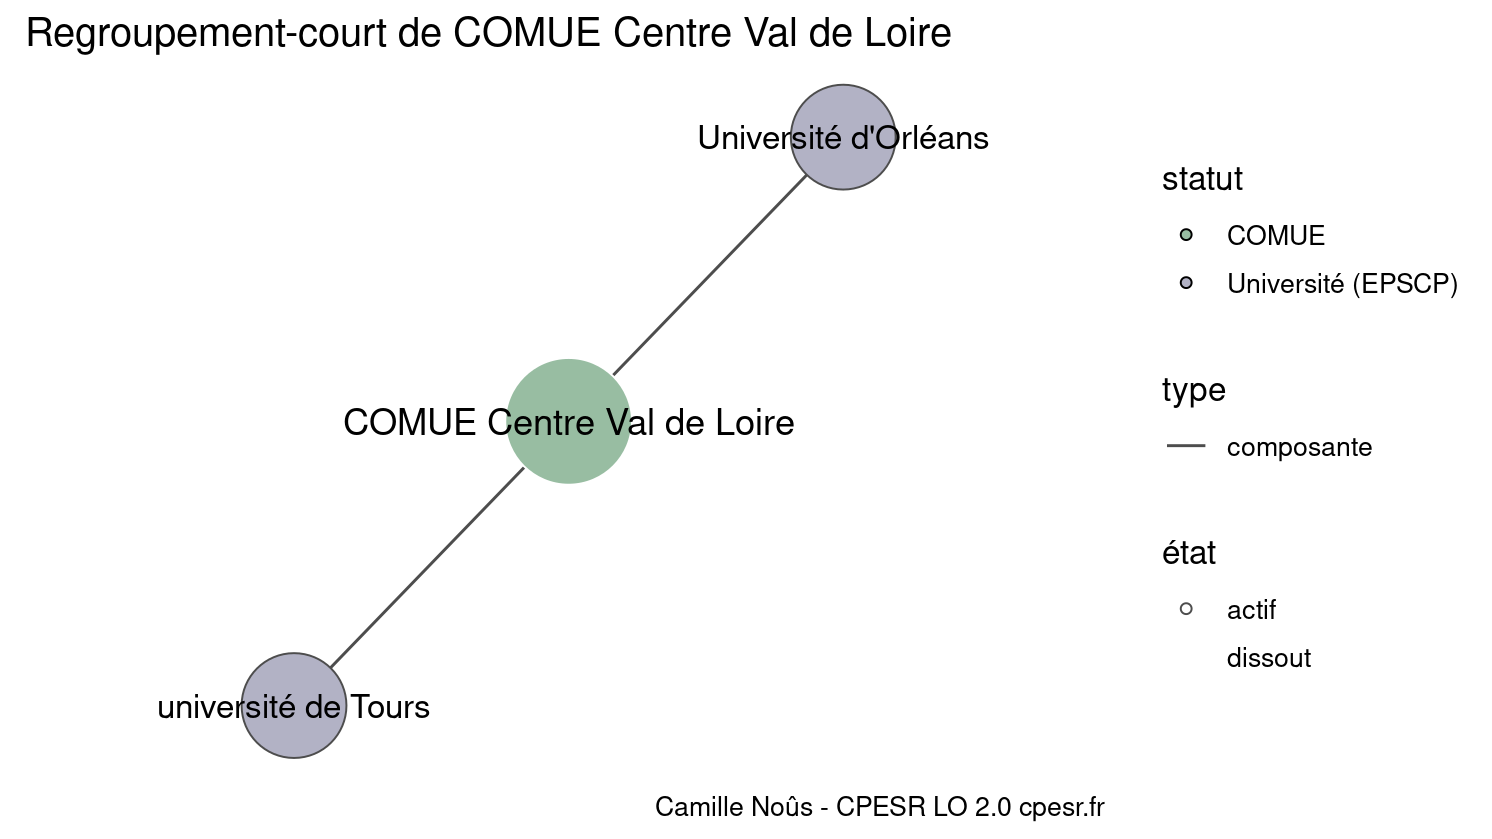 Regroupement-court de COMUE Centre Val de Loire
Université d'Orléans
COMUE Centre Val de Loire
université de Tours
statut
COMUE
Université (EPSCP)
type
composante
état
actif
dissout
Camille Noûs - CPESR LO 2.0 cpesr.fr